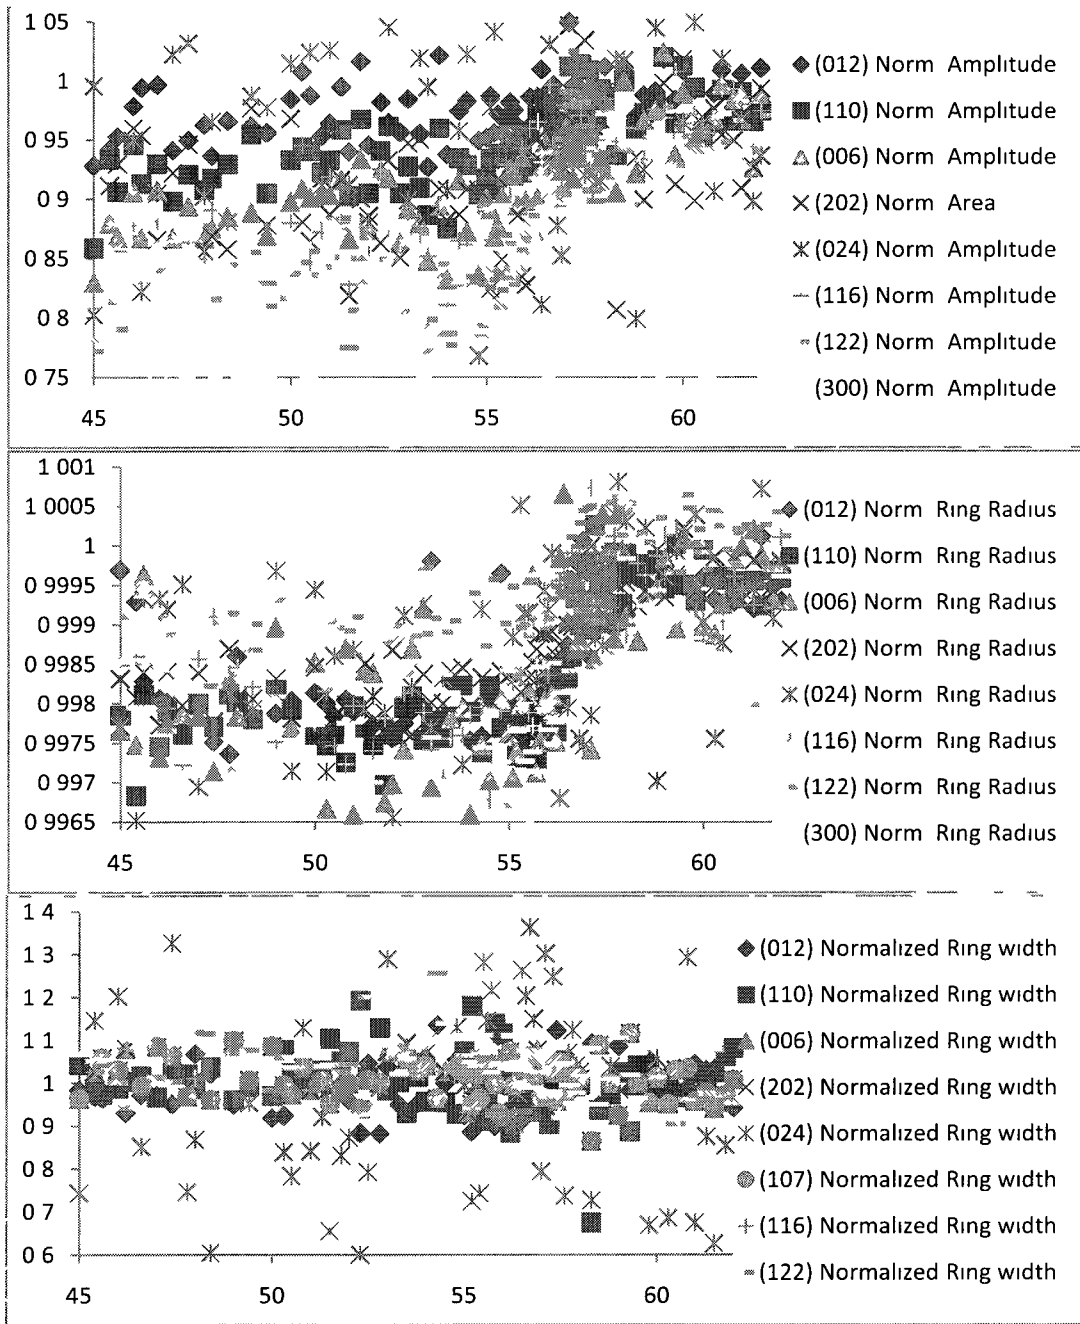 1 05
1
0 95
0 9
0 85
0 8
0 75
45 50 55 60
(012) Norm Amplitude
(110) Norm Amplitude
(006) Norm Amplitude
(202) Norm Area
(024) Norm Amplitude
(116) Norm Amplitude
(122) Norm Amplitude
(300) Norm Amplitude
1 001
1 0005
1
0 9995
0 999
0 9985
0 998
0 9975
0 997
0 9965
45 50 55 60
(012) Norm Ring Radius
(110) Norm Ring Radius
(006) Norm Ring Radius
(202) Norm Ring Radius
(024) Norm Ring Radius
(116) Norm Ring Radius
(122) Norm Ring Radius
(300) Norm Ring Radius
1 4
1 3
1 2
1 1
1
0 9
0 8
0 7
0 6
45 50 55 60
(012) Normalized Ring width
(110) Normalized Ring width
(006) Normalized Ring width
(202) Normalized Ring width
(024) Normalized Ring width
(107) Normalized Ring width
(116) Normalized Ring width
(122) Normalized Ring width